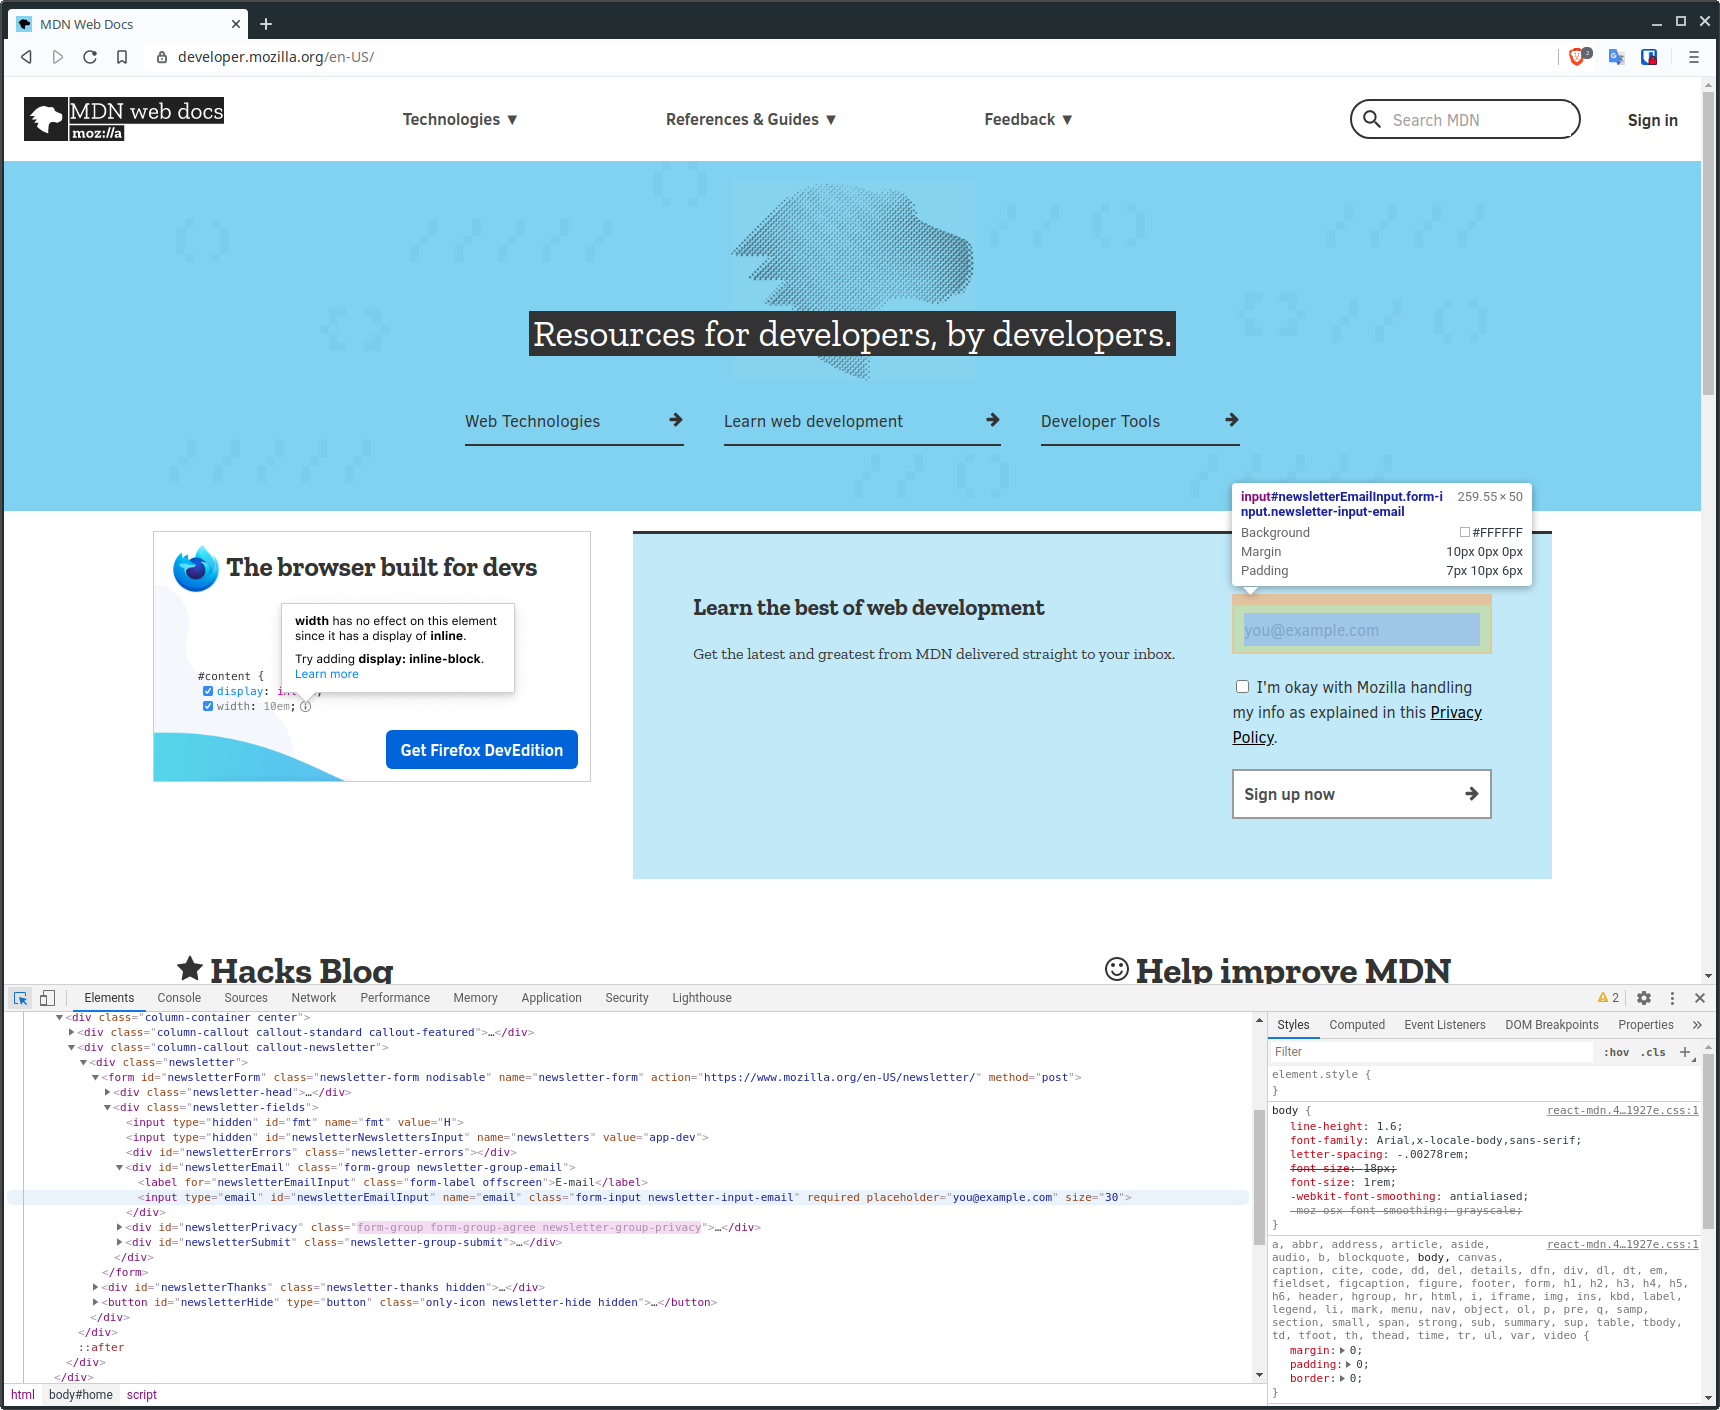 MDN Web Docs
developer.mozilla.org/en-US/
2
MDN web docs
moz://a
Technologies ▼
References & Guides ▼
Feedback ▼
Search MDN
Sign in
Resources for developers, by developers.
Web Technologies
Learn web development
Developer Tools
input#newsletterEmailInput.form-i
nput.newsletter-input-email
259.55 × 50
Background #FFFFFF
Margin 10px 0px 0px
Padding 7px 10px 6px
The browser built for devs
width has no effect on this element
since it has a display of inline.
Try adding display: inline-block.
Learn more
#content {
display: in
width: 10em;
Get Firefox DevEdition
Learn the best of web development
Get the latest and greatest from MDN delivered straight to your inbox.
you@example.com
I'm okay with Mozilla handling
my info as explained in this Privacy
Policy.
Sign up now
Hacks Blog
Help improve MDN
Elements Console Sources Network Performance Memory Application Security Lighthouse
2
<div class="column-container center">
<div class="column-callout callout-standard callout-featured">…</div>
<div class="column-callout callout-newsletter">
<div class="newsletter">
<form id="newsletterForm" class="newsletter-form nodisable" name="newsletter-form" action="https://www.mozilla.org/en-US/newsletter/" method="post">
<div class="newsletter-head">…</div>
<div class="newsletter-fields">
<input type="hidden" id="fmt" name="fmt" value="H">
<input type="hidden" id="newsletterNewslettersInput" name="newsletters" value="app-dev">
<div id="newsletterErrors" class="newsletter-errors"></div>
<div id="newsletterEmail" class="form-group newsletter-group-email">
<label for="newsletterEmailInput" class="form-label offscreen">E-mail</label>
<input type="email" id="newsletterEmailInput" name="email" class="form-input newsletter-input-email" required placeholder="you@example.com" size="30">
</div>
<div id="newsletterPrivacy" class="form-group form-group-agree newsletter-group-privacy">…</div>
<div id="newsletterSubmit" class="newsletter-group-submit">…</div>
</div>
</form>
<div id="newsletterThanks" class="newsletter-thanks hidden">…</div>
<button id="newsletterHide" type="button" class="only-icon newsletter-hide hidden">…</button>
</div>
</div>
::after
</div>
</div>
html body#home script
Styles Computed Event Listeners DOM Breakpoints Properties »
Filter :hov .cls +
element.style {
}
body { react-mdn.4…1927e.css:1
line-height: 1.6;
font-family: Arial,x-locale-body,sans-serif;
letter-spacing: -.00278rem;
font-size: 18px;
font-size: 1rem;
-webkit-font-smoothing: antialiased;
-moz-osx-font-smoothing: grayscale;
}
a, abbr, address, article, aside, react-mdn.4…1927e.css:1
audio, b, blockquote, body, canvas,
caption, cite, code, dd, del, details, dfn, div, dl, dt, em,
fieldset, figcaption, figure, footer, form, h1, h2, h3, h4, h5,
h6, header, hgroup, hr, html, i, iframe, img, ins, kbd, label,
legend, li, mark, menu, nav, object, ol, p, pre, q, samp,
section, small, span, strong, sub, summary, sup, table, tbody,
td, tfoot, th, thead, time, tr, ul, var, video {
margin: 0;
padding: 0;
border: 0;
}